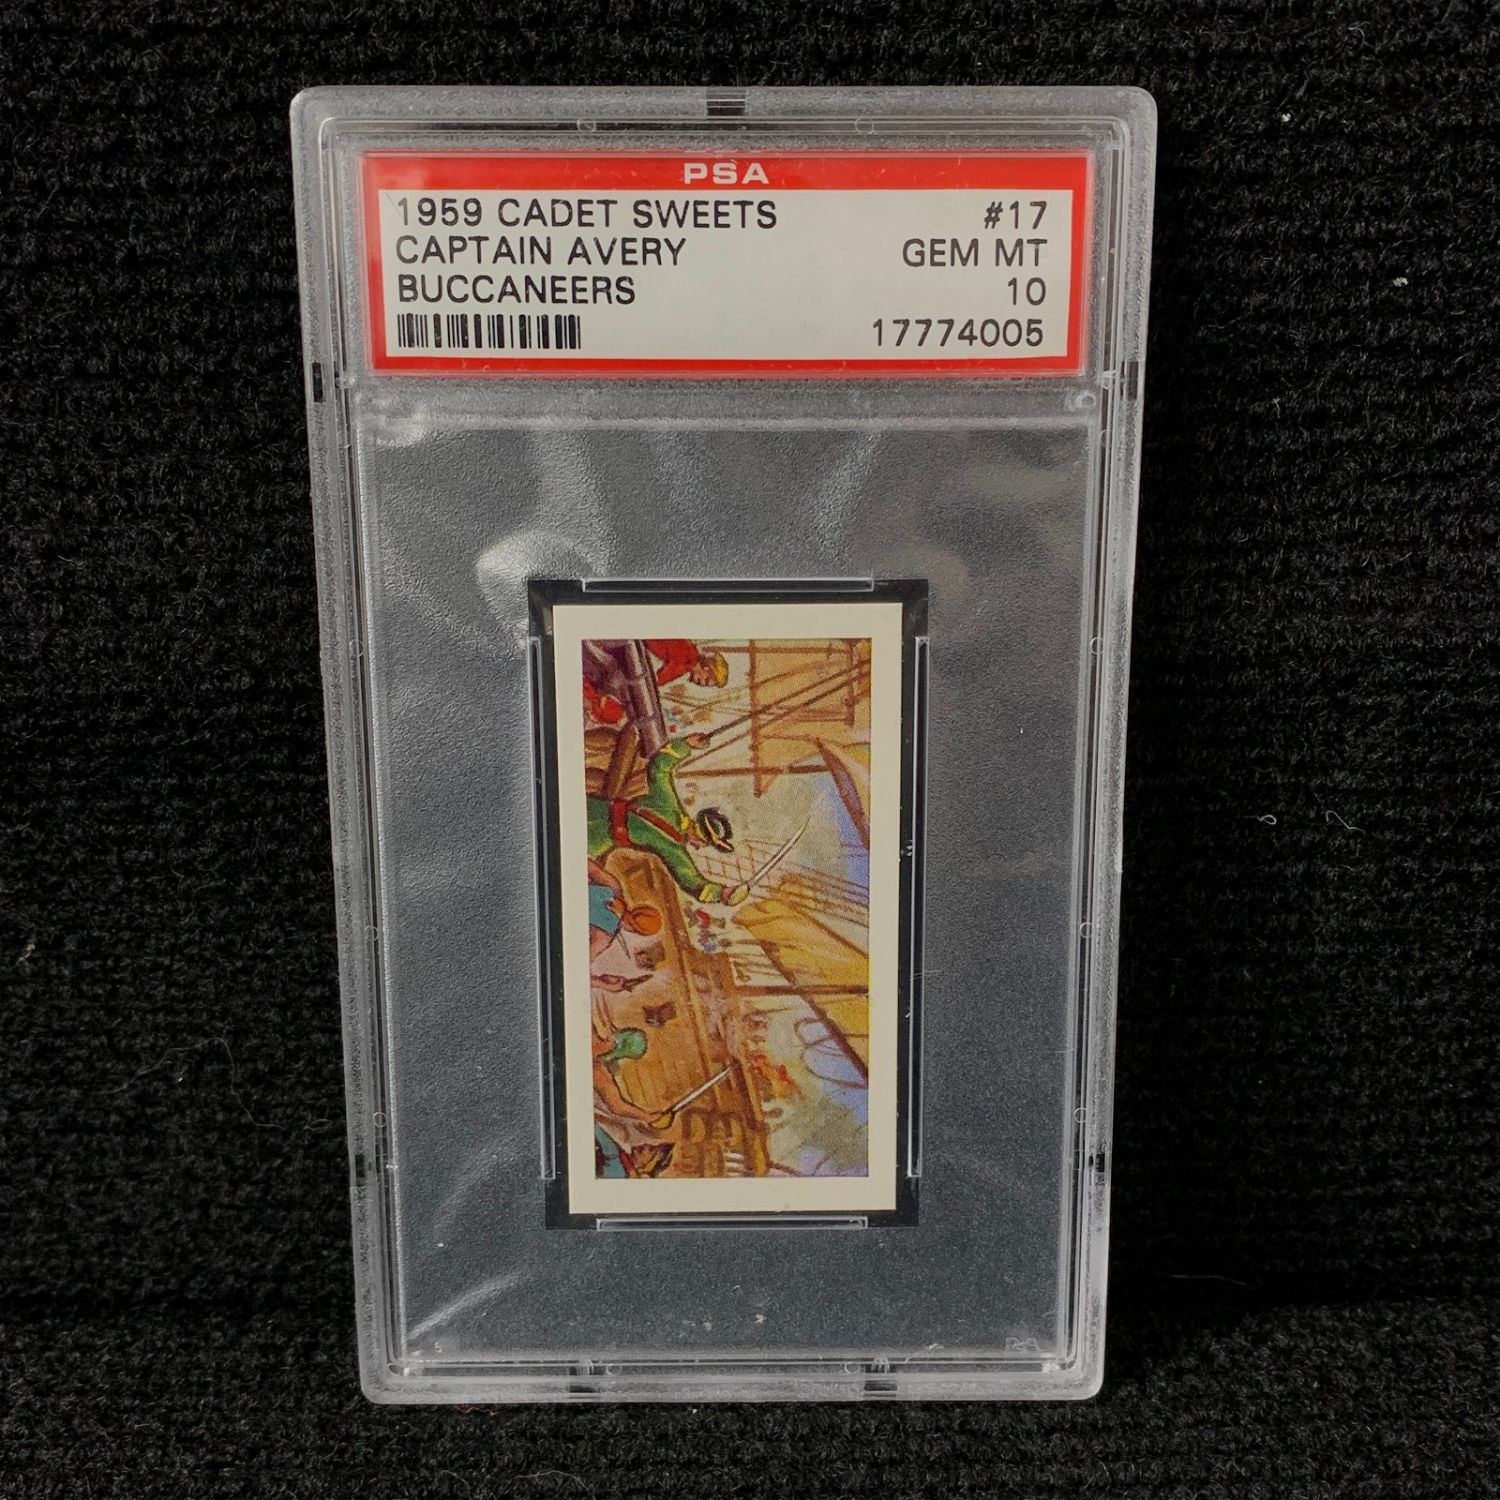 PSA
1959 CADET SWEETS #17
CAPTAIN AVERY GEM MT
BUCCANEERS 10
17774005